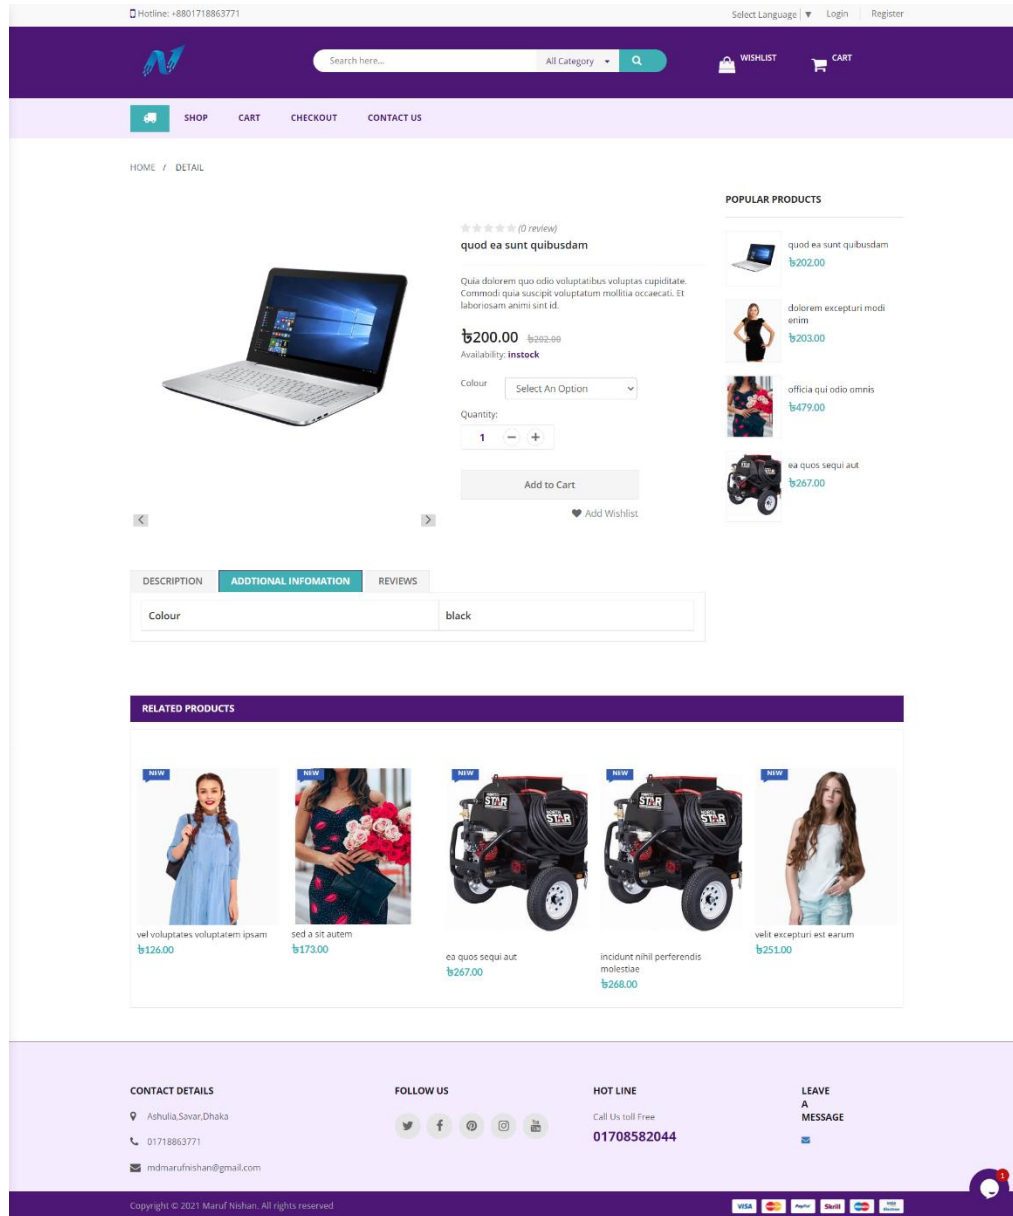 Hotline: +8801718863771
Select Language ▼ Login Register
Search here... All Category
WISHLIST
CART
SHOP CART CHECKOUT CONTACT US
HOME / DETAIL
(0 review)
quod ea sunt quibusdam
Quia dolorem quo odio voluptatibus voluptas cupiditate.
Commodi quia suscipit voluptatum mollitia occaecati. Et
laboriosam animi sint id.
৳200.00 ৳202.00
Availability: instock
Colour Select An Option
Quantity:
1
Add to Cart
Add Wishlist
POPULAR PRODUCTS
quod ea sunt quibusdam
৳202.00
dolorem excepturi modi
enim
৳203.00
officia qui odio omnis
৳479.00
ea quos sequi aut
৳267.00
DESCRIPTION ADDTIONAL INFOMATION REVIEWS
Colour black
RELATED PRODUCTS
NEW
vel voluptates voluptatem ipsam
৳126.00
NEW
sed a sit autem
৳173.00
NEW
STAR
STAR
ea quos sequi aut
৳267.00
NEW
STAR
STAR
incidunt nihil perferendis
molestiae
৳268.00
NEW
velit excepturi est earum
৳251.00
CONTACT DETAILS
Ashulia,Savar,Dhaka
01718863771
mdmarufnishan@gmail.com
FOLLOW US
HOT LINE
Call Us toll Free
01708582044
LEAVE
A
MESSAGE
1
Copyright © 2021 Maruf Nishan. All rights reserved
VISA PayPal Skrill VISA